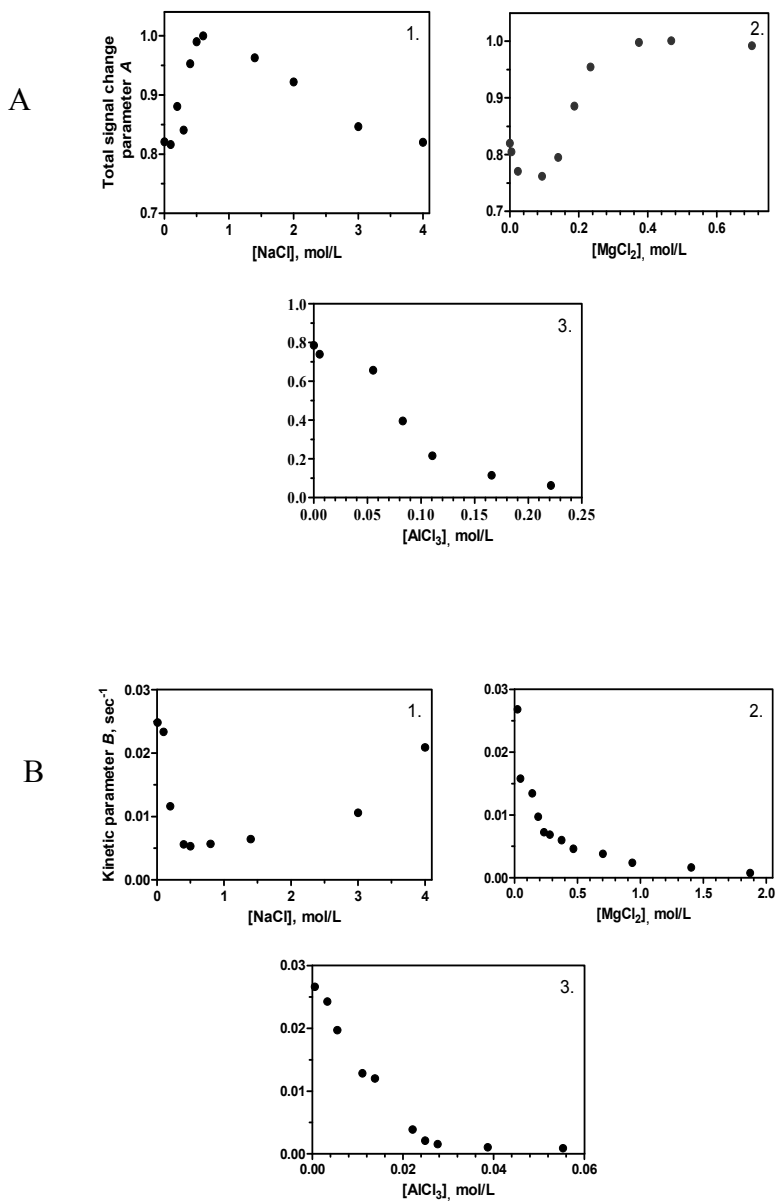 A
Total signal change
parameter A
1.
1.0
0.9
0.8
0.7
0 1 2 3 4
[NaCl], mol/L
2.
1.0
0.9
0.8
0.7
0.0 0.2 0.4 0.6
[MgCl₂], mol/L
3.
1.0
0.8
0.6
0.4
0.2
0.0
0.00 0.05 0.10 0.15 0.20 0.25
[AlCl₃], mol/L
B
Kinetic parameter B, sec⁻¹
1.
0.03
0.02
0.01
0.00
0 1 2 3 4
[NaCl], mol/L
2.
0.03
0.02
0.01
0.00
0.0 0.5 1.0 1.5 2.0
[MgCl₂], mol/L
3.
0.03
0.02
0.01
0.00
0.00 0.02 0.04 0.06
[AlCl₃], mol/L